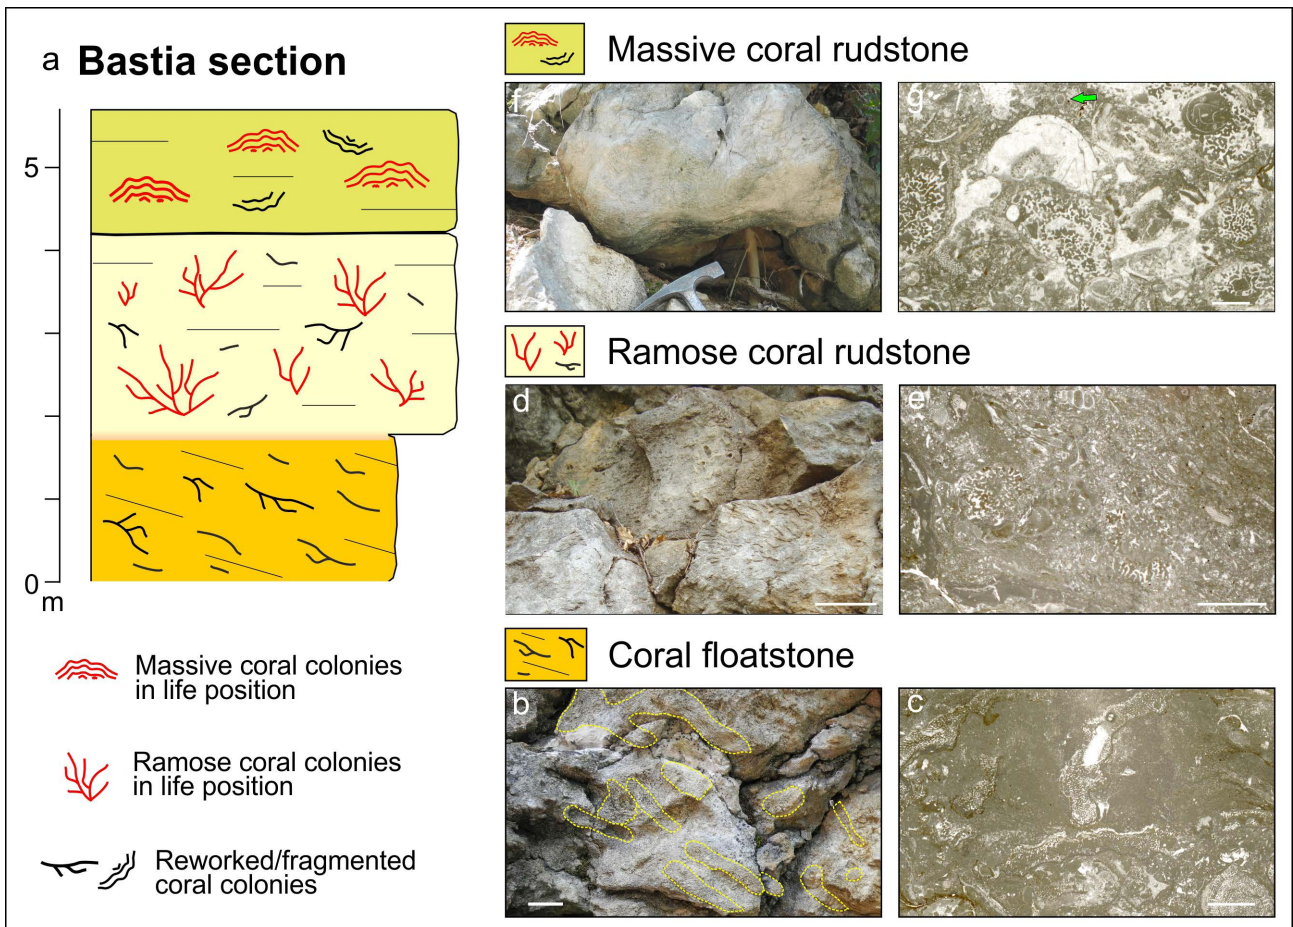 a Bastia section
5
0
m
Massive coral colonies
in life position
Ramose coral colonies
in life position
Reworked/fragmented
coral colonies
Massive coral rudstone
f
g
Ramose coral rudstone
d
e
Coral floatstone
b
c